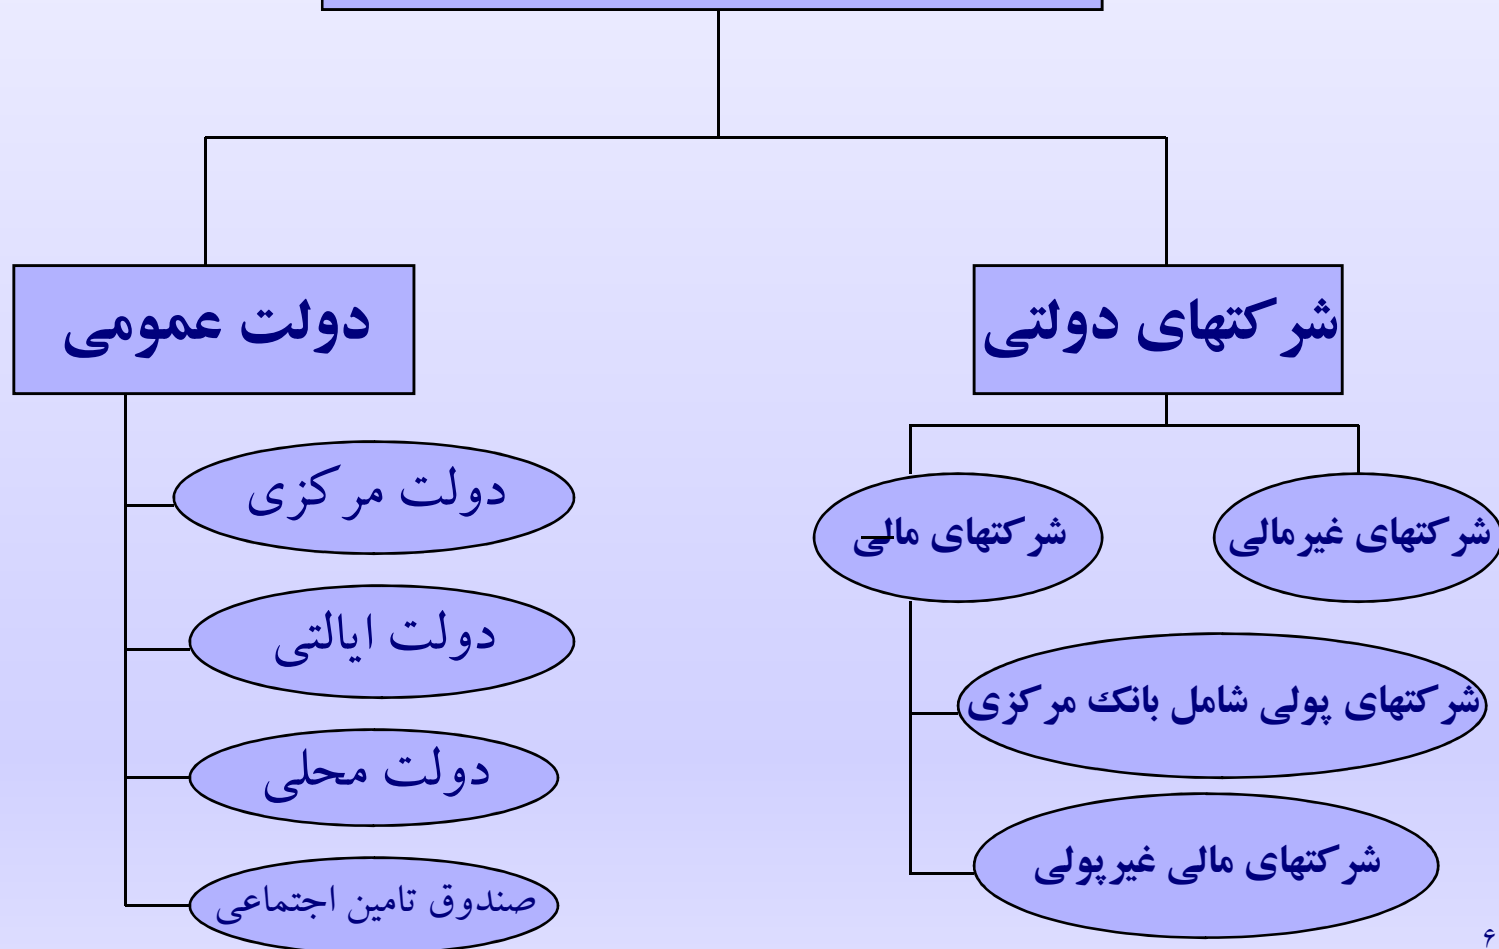 شرکتهای دولتی
دولت عمومی
شرکتهای غیرمالی
شرکتهای مالی
شرکتهای پولی شامل بانک مرکزی
شرکتهای مالی غیرپولی
دولت مرکزی
دولت ایالتی
دولت محلی
صندوق تامین اجتماعی
۶